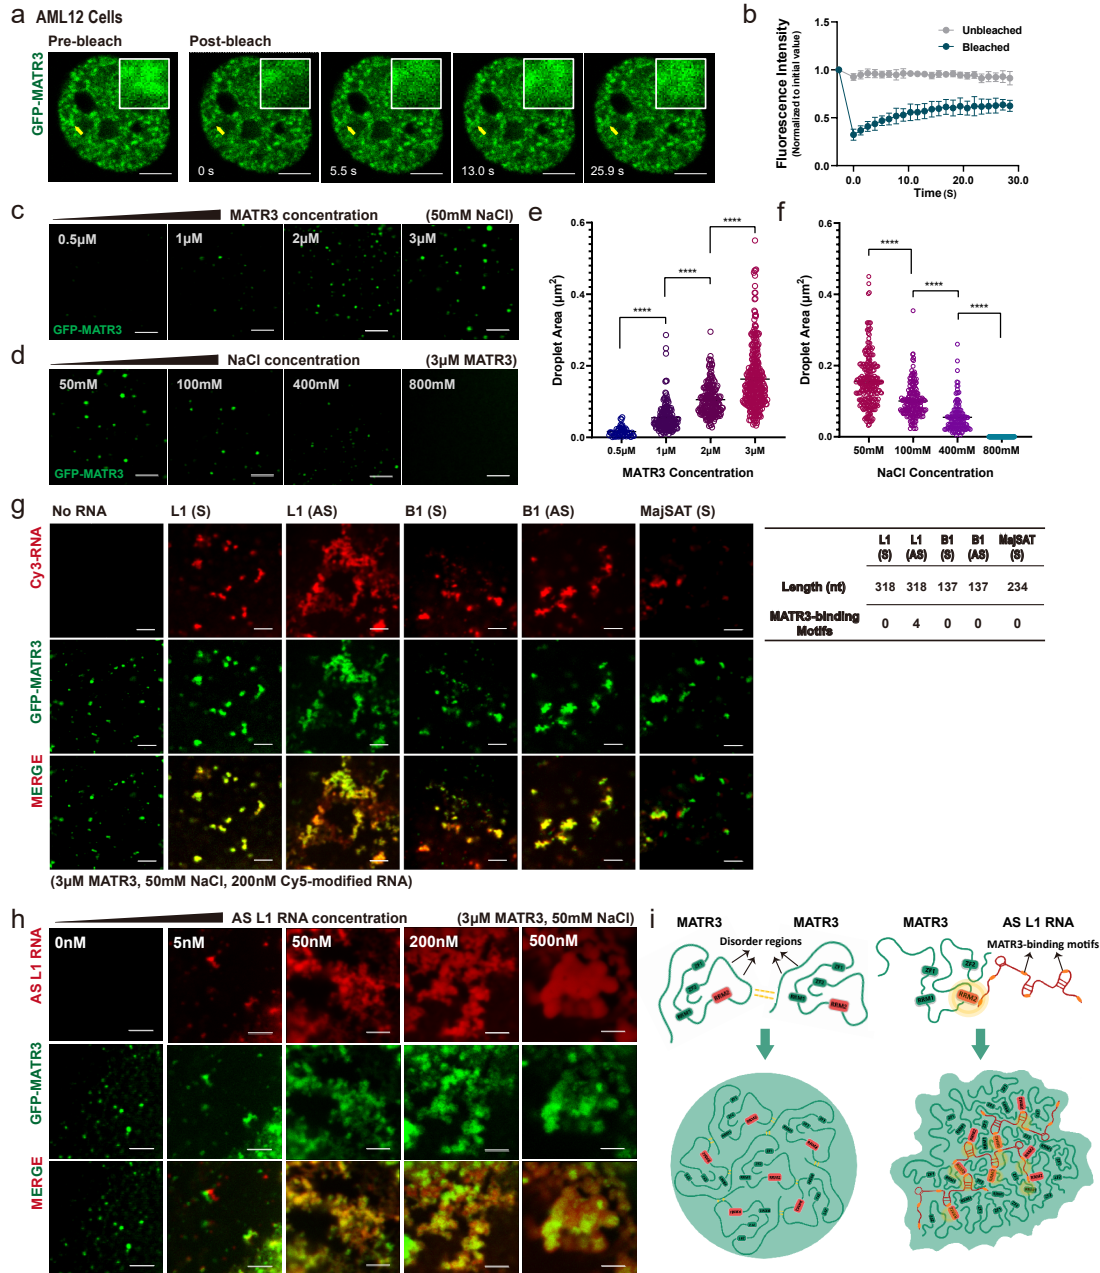 a AML12 Cells
Pre-bleach
Post-bleach
GFP-MATR3
0 s
5.5 s
13.0 s
25.9 s
b
Fluorescence Intensity
(Normalized to initial value)
1.5
1.0
0.5
0.0
Unbleached
Bleached
0.0 10.0 20.0 30.0
Time (S)
c
MATR3 concentration (50mM NaCl)
0.5μM 1μM 2μM 3μM
GFP-MATR3
d
NaCl concentration (3μM MATR3)
50mM 100mM 400mM 800mM
GFP-MATR3
e
Droplet Area (μm²)
0.6
0.4
0.2
0.0
****
****
****
0.5μM 1μM 2μM 3μM
MATR3 Concentration
f
Droplet Area (μm²)
0.6
0.4
0.2
0.0
****
****
****
50mM 100mM 400mM 800mM
NaCl Concentration
g
No RNA L1 (S) L1 (AS) B1 (S) B1 (AS) MajSAT (S)
Cy3-RNA
GFP-MATR3
MERGE
(3μM MATR3, 50mM NaCl, 200nM Cy5-modified RNA)
L1 (S) L1 (AS) B1 (S) B1 (AS) MajSAT (S)
Length (nt) 318 318 137 137 234
MATR3-binding Motifs 0 4 0 0 0
h
AS L1 RNA concentration (3μM MATR3, 50mM NaCl)
0nM 5nM 50nM 200nM 500nM
AS L1 RNA
GFP-MATR3
MERGE
i
MATR3 MATR3 MATR3 AS L1 RNA
Disorder regions
MATR3-binding motifs
ZF1
RRM2
ZF1
ZF2
RRM1
RRM2